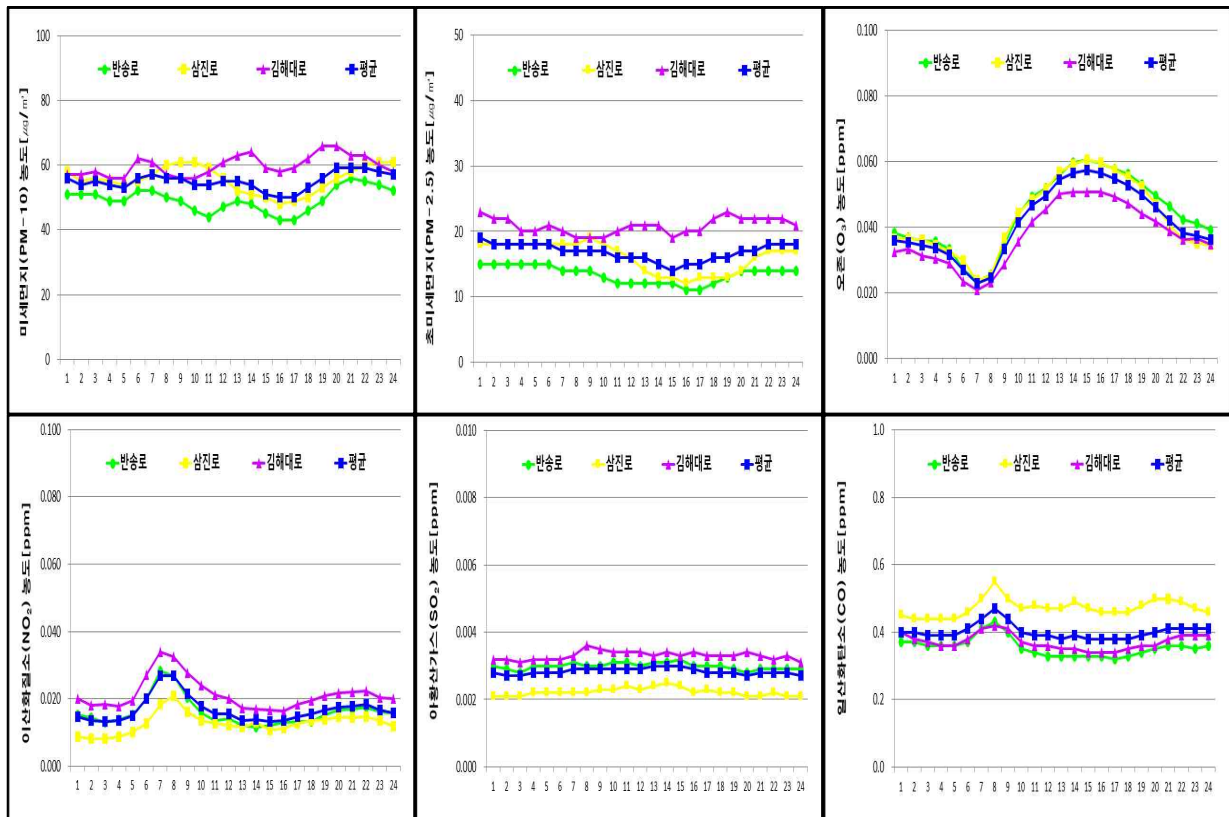 미세먼지(PM-10) 농도[㎍/㎥]
100
80
60
40
20
0
반송로 삼진로 김해대로 평균
1 2 3 4 5 6 7 8 9 10 11 12 13 14 15 16 17 18 19 20 21 22 23 24
초미세먼지(PM-2.5) 농도[㎍/㎥]
50
40
30
20
10
0
반송로 삼진로 김해대로 평균
1 2 3 4 5 6 7 8 9 10 11 12 13 14 15 16 17 18 19 20 21 22 23 24
오존(O₃) 농도[ppm]
0.100
0.080
0.060
0.040
0.020
0.000
반송로 삼진로 김해대로 평균
1 2 3 4 5 6 7 8 9 10 11 12 13 14 15 16 17 18 19 20 21 22 23 24
이산화질소(NO₂) 농도[ppm]
0.100
0.080
0.060
0.040
0.020
0.000
반송로 삼진로 김해대로 평균
1 2 3 4 5 6 7 8 9 10 11 12 13 14 15 16 17 18 19 20 21 22 23 24
아황산가스(SO₂) 농도[ppm]
0.010
0.008
0.006
0.004
0.002
0.000
반송로 삼진로 김해대로 평균
1 2 3 4 5 6 7 8 9 10 11 12 13 14 15 16 17 18 19 20 21 22 23 24
일산화탄소(CO) 농도[ppm]
1.0
0.8
0.6
0.4
0.2
0.0
반송로 삼진로 김해대로 평균
1 2 3 4 5 6 7 8 9 10 11 12 13 14 15 16 17 18 19 20 21 22 23 24